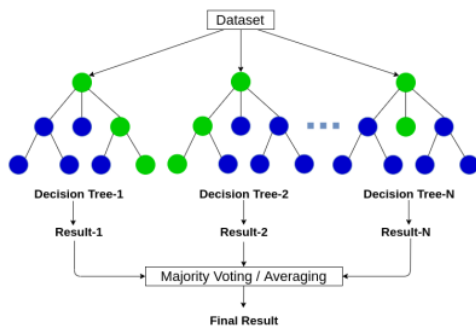 Dataset
Decision Tree-1
Decision Tree-2
Decision Tree-N
Result-1
Result-2
Result-N
Majority Voting / Averaging
Final Result